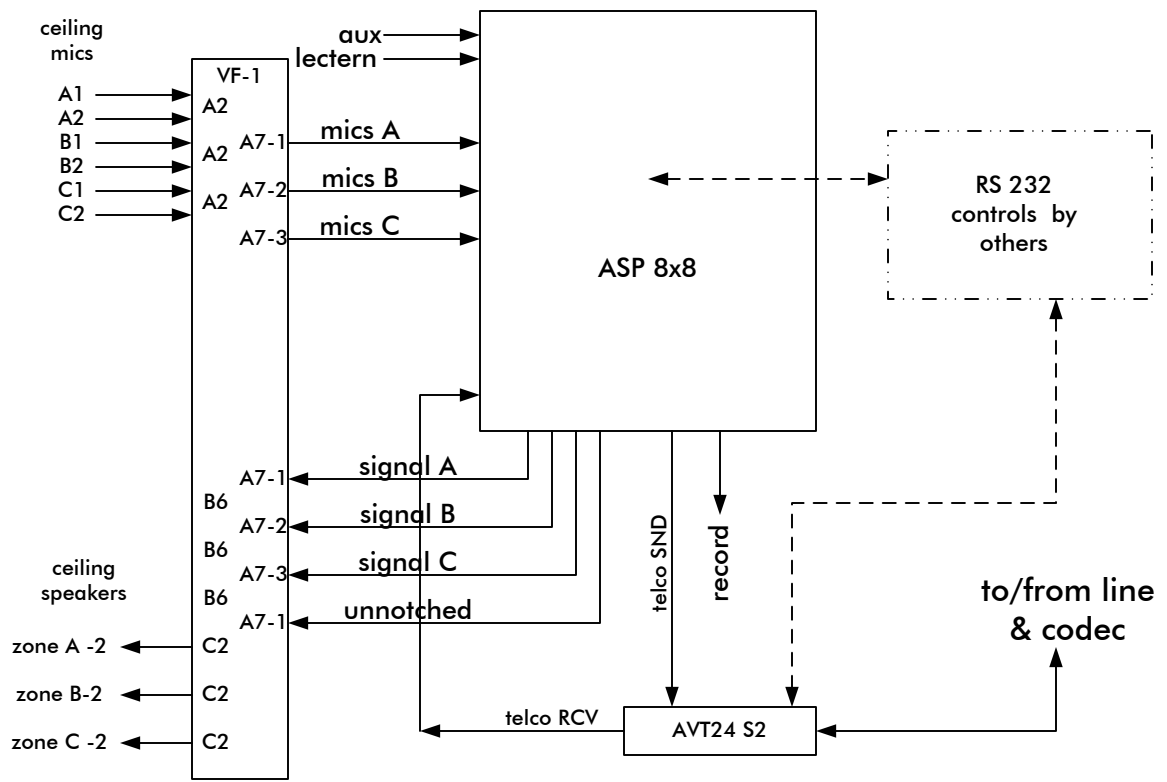 ceiling
mics
aux
lectern
VF-1
A1
A2
A2
B1
A2
A7-1
mics A
B2
C1
A2
A7-2
mics B
C2
A7-3
mics C
ASP 8x8
RS 232
controls by
others
A7-1
signal A
B6
A7-2
signal B
B6
A7-3
signal C
B6
A7-1
unnotched
telco SND
record
ceiling
speakers
zone A -2
C2
zone B-2
C2
zone C -2
C2
telco RCV
AVT24 S2
to/from line
& codec